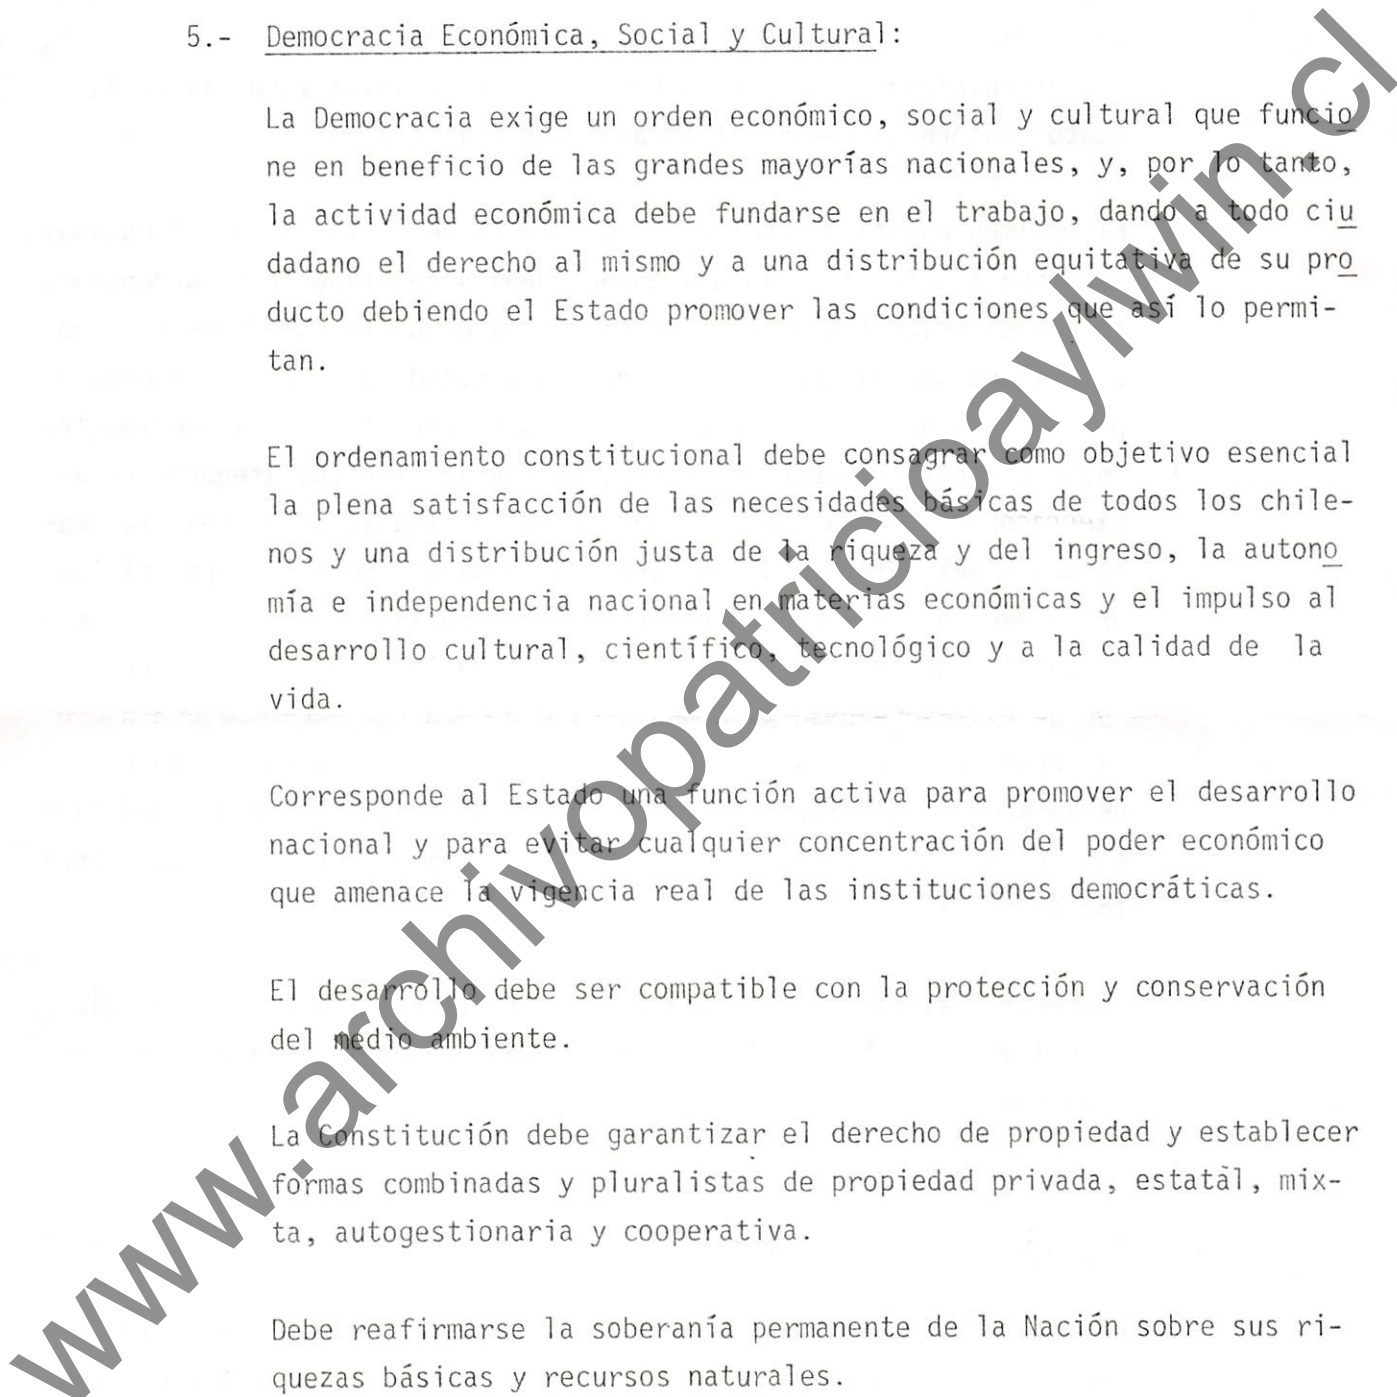 5.- Democracia Económica, Social y Cultural:
La Democracia exige un orden económico, social y cultural que funcio
ne en beneficio de las grandes mayorías nacionales, y, por lo tanto,
la actividad económica debe fundarse en el trabajo, dando a todo ciu
dadano el derecho al mismo y a una distribución equitativa de su pro
ducto debiendo el Estado promover las condiciones que así lo permi-
tan.
El ordenamiento constitucional debe consagrar como objetivo esencial
la plena satisfacción de las necesidades básicas de todos los chile-
nos y una distribución justa de la riqueza y del ingreso, la autono
mía e independencia nacional en materias económicas y el impulso al
desarrollo cultural, científico, tecnológico y a la calidad de la
vida.
Corresponde al Estado una función activa para promover el desarrollo
nacional y para evitar cualquier concentración del poder económico
que amenace la vigencia real de las instituciones democráticas.
El desarrollo debe ser compatible con la protección y conservación
del medio ambiente.
La Constitución debe garantizar el derecho de propiedad y establecer
formas combinadas y pluralistas de propiedad privada, estatal, mix-
ta, autogestionaria y cooperativa.
Debe reafirmarse la soberanía permanente de la Nación sobre sus ri-
quezas básicas y recursos naturales.
www.archivopatricioaylwin.cl